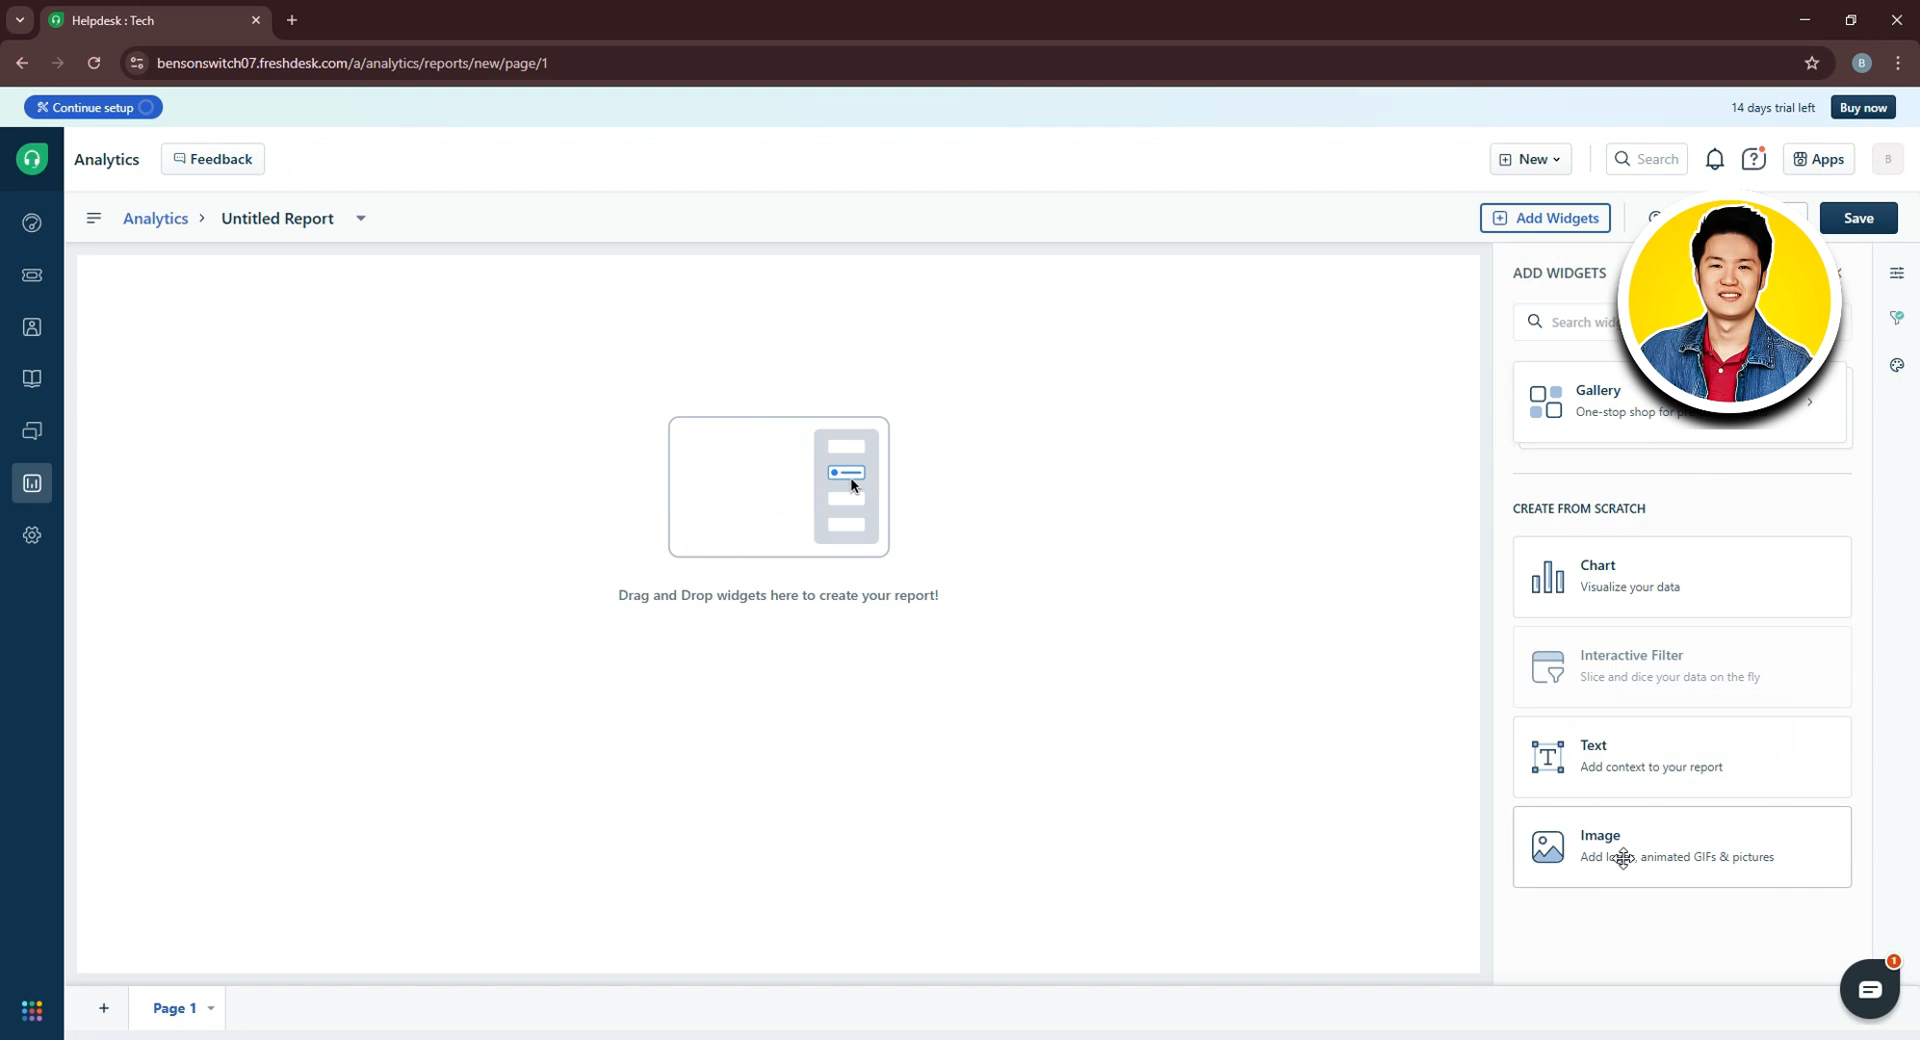 Helpdesk : Tech
bensonswitch07.freshdesk.com/a/analytics/reports/new/page/1
B
Continue setup
14 days trial left
Buy now
Analytics
Feedback
New
Search
Apps
B
Analytics > Untitled Report
Add Widgets
Save
ADD WIDGETS
Search
Gallery
One-stop shop for
CREATE FROM SCRATCH
Chart
Visualize your data
Interactive Filter
Slice and dice your data on the fly
Text
Add context to your report
Image
Add animated GIFs & pictures
Drag and Drop widgets here to create your report!
+ Page 1
1